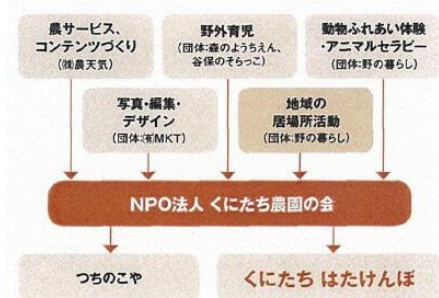 農サービス、
コンテンツづくり
(㈱農天気)
野外育児
(団体:森のようちえん、
谷保のそらっこ)
動物ふれあい体験
・アニマルセラピー
(団体:野の暮らし)
写真・編集・
デザイン
(団体:㈲MKT)
地域の
居場所活動
(団体:野の暮らし)
NPO法人 くにたち農園の会
つちのこや
くにたち はたけんぼ